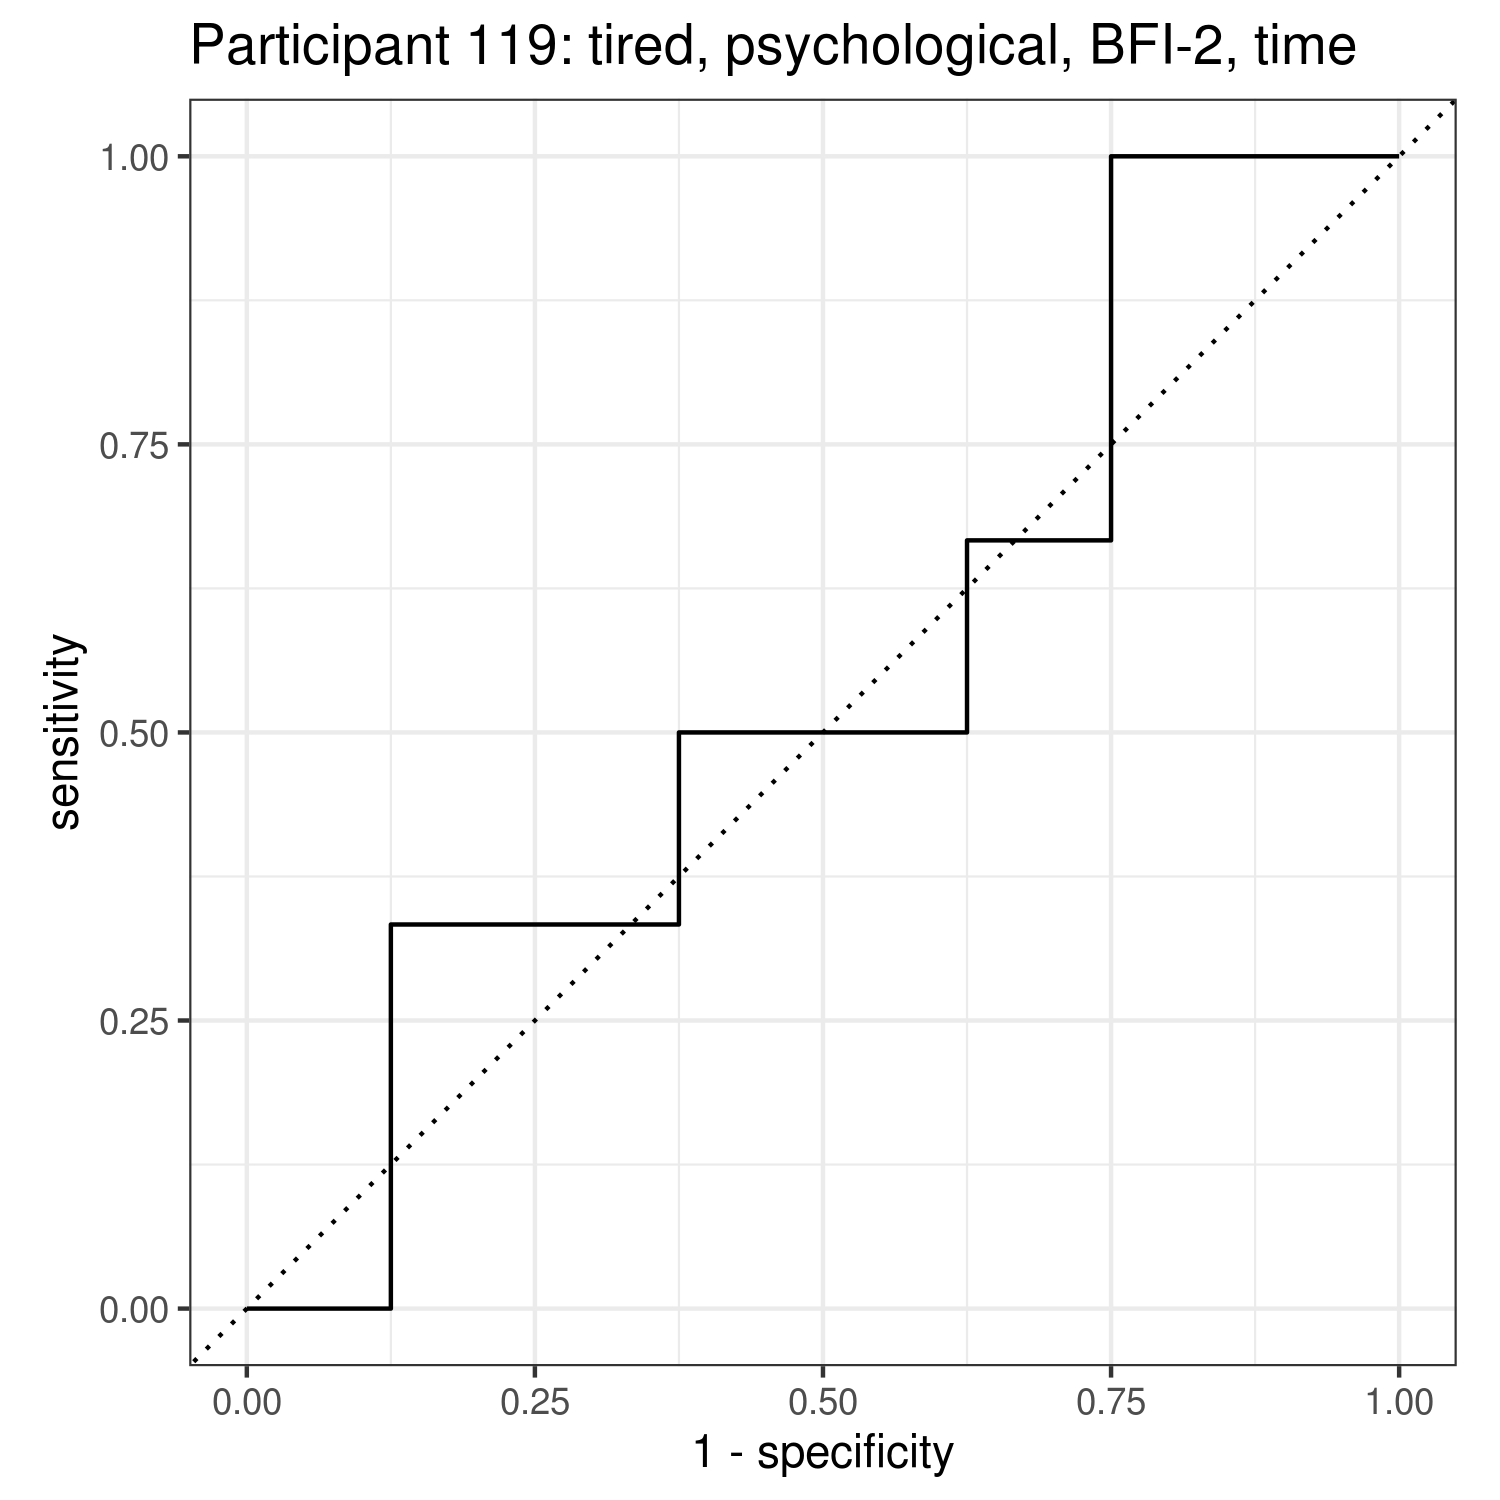 Participant 119: tired, psychological, BFI-2, time
1.00
0.75
0.50
0.25
0.00
sensitivity
0.00 0.25 0.50 0.75 1.00
1 - specificity